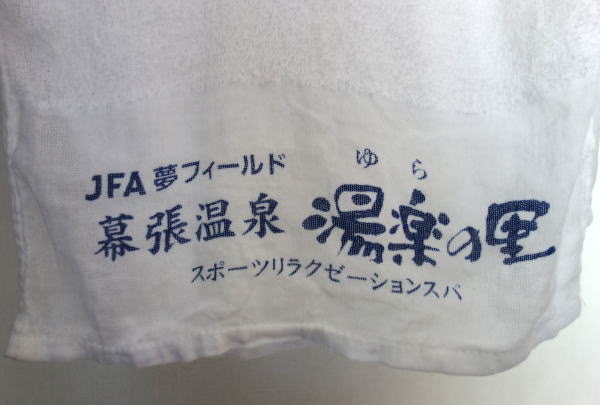 JFA 夢フィールド
ゆら
幕張温泉 湯楽の里
スポーツリラクゼーションスパ